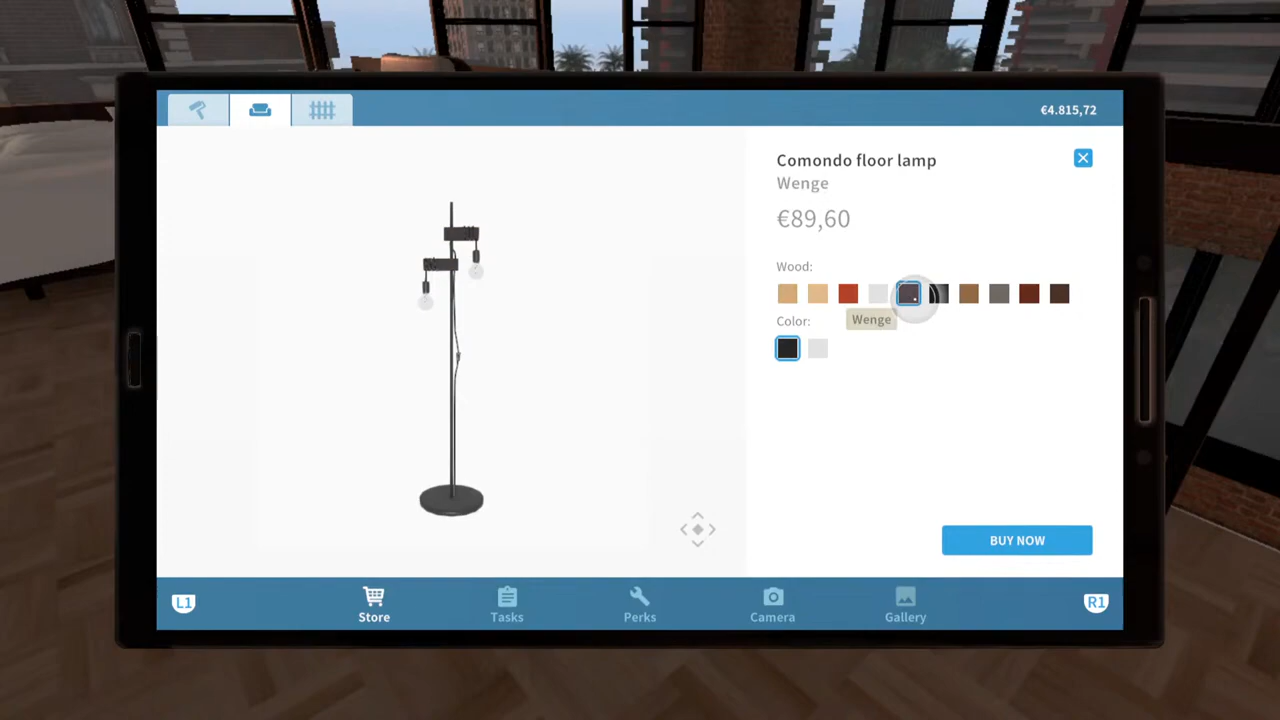 €4.815,72
Comondo floor lamp
Wenge
€89,60
Wood:
Wenge
Color:
BUY NOW
L1
Store
Tasks
Perks
Camera
Gallery
R1